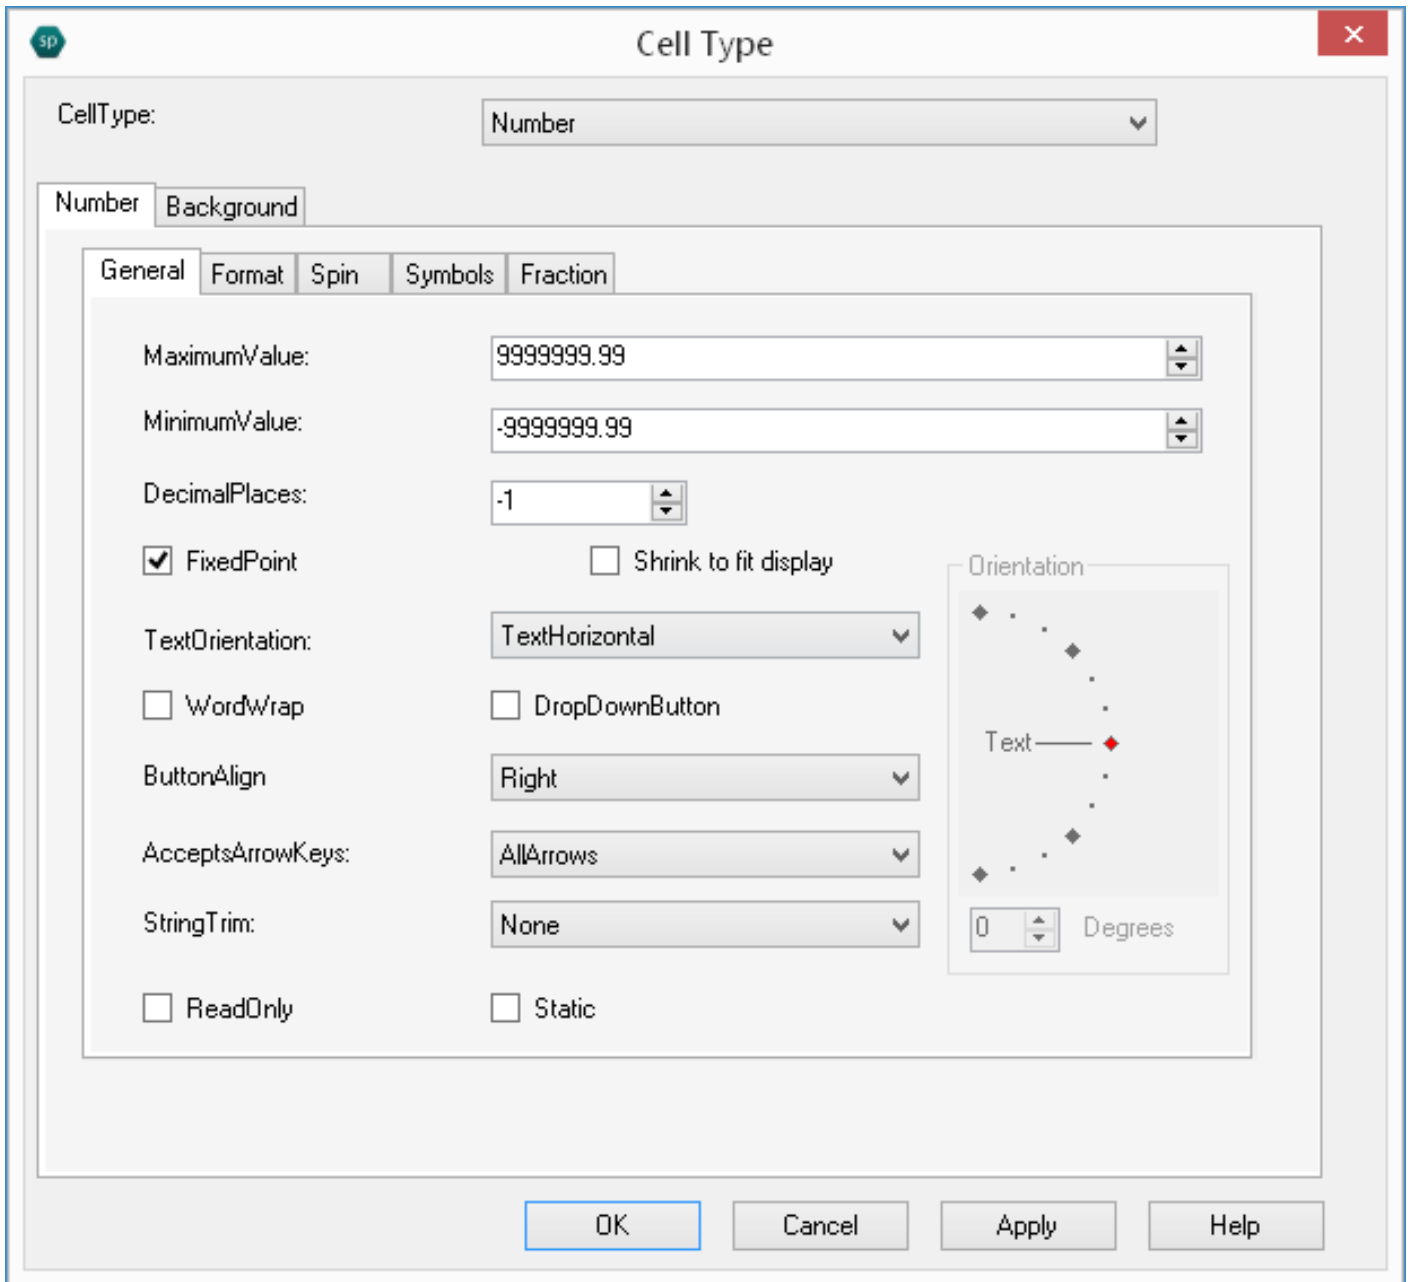 sp
Cell Type
CellType:
Number
Number
Background
General
Format
Spin
Symbols
Fraction
MaximumValue:
9999999.99
MinimumValue:
-9999999.99
DecimalPlaces:
-1
FixedPoint
Shrink to fit display
Orientation
TextOrientation:
TextHorizontal
WordWrap
DropDownButton
Text
ButtonAlign
Right
AcceptsArrowKeys:
AllArrows
StringTrim:
None
0
Degrees
ReadOnly
Static
OK
Cancel
Apply
Help